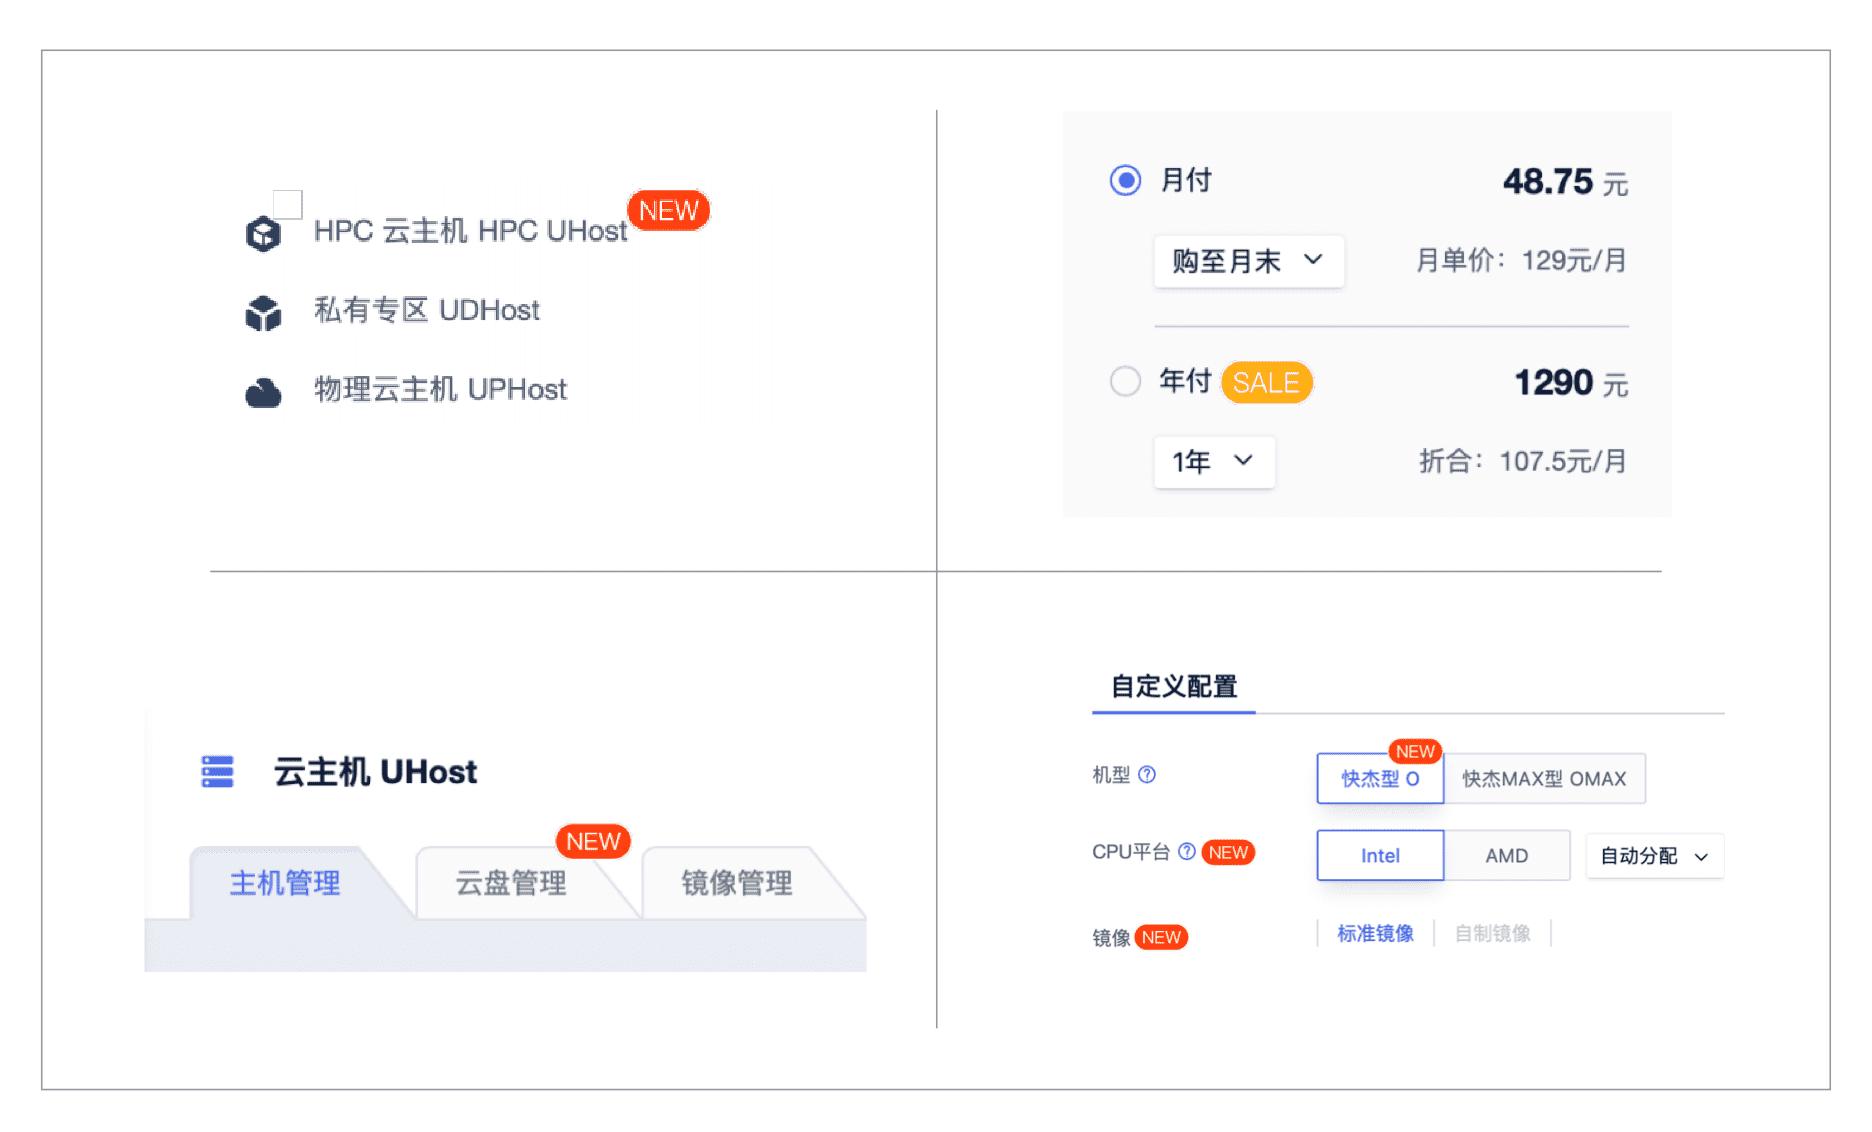 HPC 云主机 HPC UHost NEW
私有专区 UDHost
物理云主机 UPHost
月付 48.75 元
购至月末 月单价：129元/月
年付 SALE 1290 元
1年 折合：107.5元/月
云主机 UHost
NEW
主机管理 云盘管理 镜像管理
自定义配置
NEW
机型 ? 快杰型 O 快杰MAX型 OMAX
CPU平台 ? NEW Intel AMD 自动分配
镜像 NEW 标准镜像 自制镜像